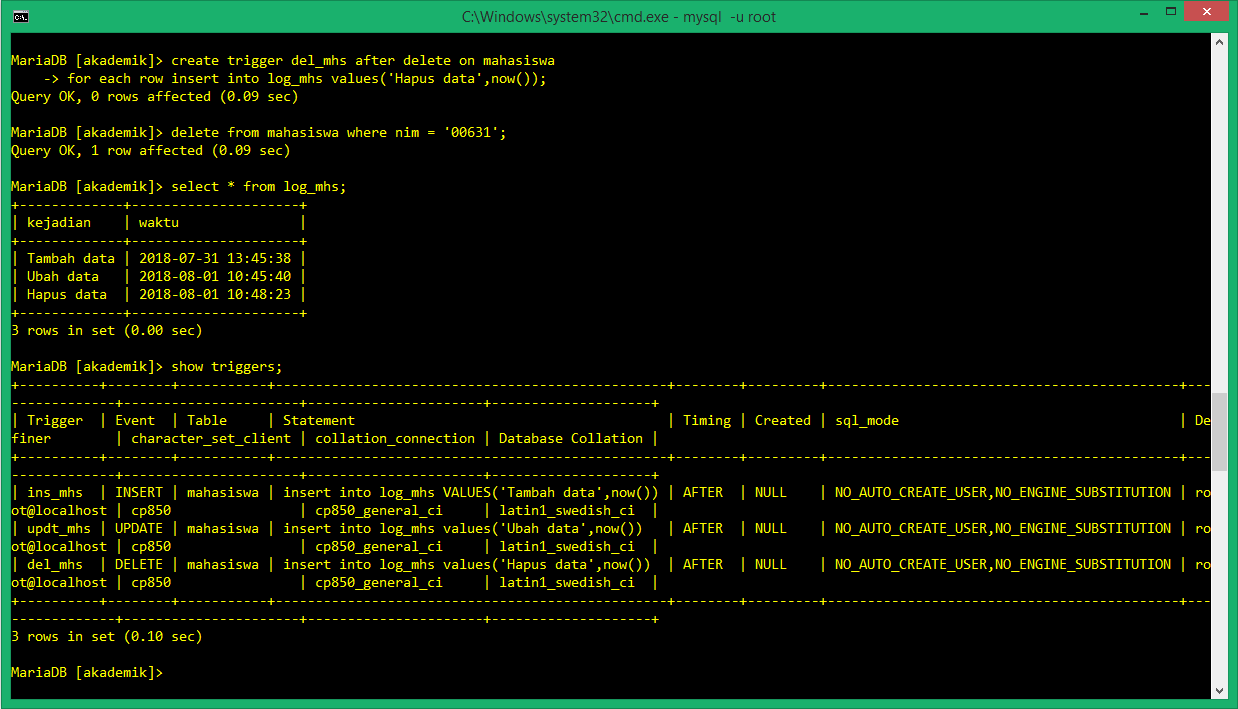 C:\Windows\system32\cmd.exe - mysql  -u root
MariaDB [akademik]> create trigger del_mhs after delete on mahasiswa
    -> for each row insert into log_mhs values('Hapus data',now());
Query OK, 0 rows affected (0.09 sec)
MariaDB [akademik]> delete from mahasiswa where nim = '00631';
Query OK, 1 row affected (0.09 sec)
MariaDB [akademik]> select * from log_mhs;
+-------------+---------------------+
| kejadian    | waktu               |
+-------------+---------------------+
| Tambah data | 2018-07-31 13:45:38 |
| Ubah data   | 2018-08-01 10:45:40 |
| Hapus data  | 2018-08-01 10:48:23 |
+-------------+---------------------+
3 rows in set (0.00 sec)
MariaDB [akademik]> show triggers;
+----------+--------+-----------+-------------------------------------------------+--------+---------+--------------------------------------------+---
-------------+----------------------+----------------------+--------------------+
| Trigger  | Event  | Table     | Statement                                       | Timing | Created | sql_mode                                   | De
finer        | character_set_client | collation_connection | Database Collation |
+----------+--------+-----------+-------------------------------------------------+--------+---------+--------------------------------------------+---
-------------+----------------------+----------------------+--------------------+
| ins_mhs  | INSERT | mahasiswa | insert into log_mhs VALUES('Tambah data',now()) | AFTER  | NULL    | NO_AUTO_CREATE_USER,NO_ENGINE_SUBSTITUTION | ro
ot@localhost | cp850                | cp850_general_ci     | latin1_swedish_ci  |
| updt_mhs | UPDATE | mahasiswa | insert into log_mhs values('Ubah data',now())   | AFTER  | NULL    | NO_AUTO_CREATE_USER,NO_ENGINE_SUBSTITUTION | ro
ot@localhost | cp850                | cp850_general_ci     | latin1_swedish_ci  |
| del_mhs  | DELETE | mahasiswa | insert into log_mhs values('Hapus data',now())  | AFTER  | NULL    | NO_AUTO_CREATE_USER,NO_ENGINE_SUBSTITUTION | ro
ot@localhost | cp850                | cp850_general_ci     | latin1_swedish_ci  |
+----------+--------+-----------+-------------------------------------------------+--------+---------+--------------------------------------------+---
-------------+----------------------+----------------------+--------------------+
3 rows in set (0.10 sec)
MariaDB [akademik]>